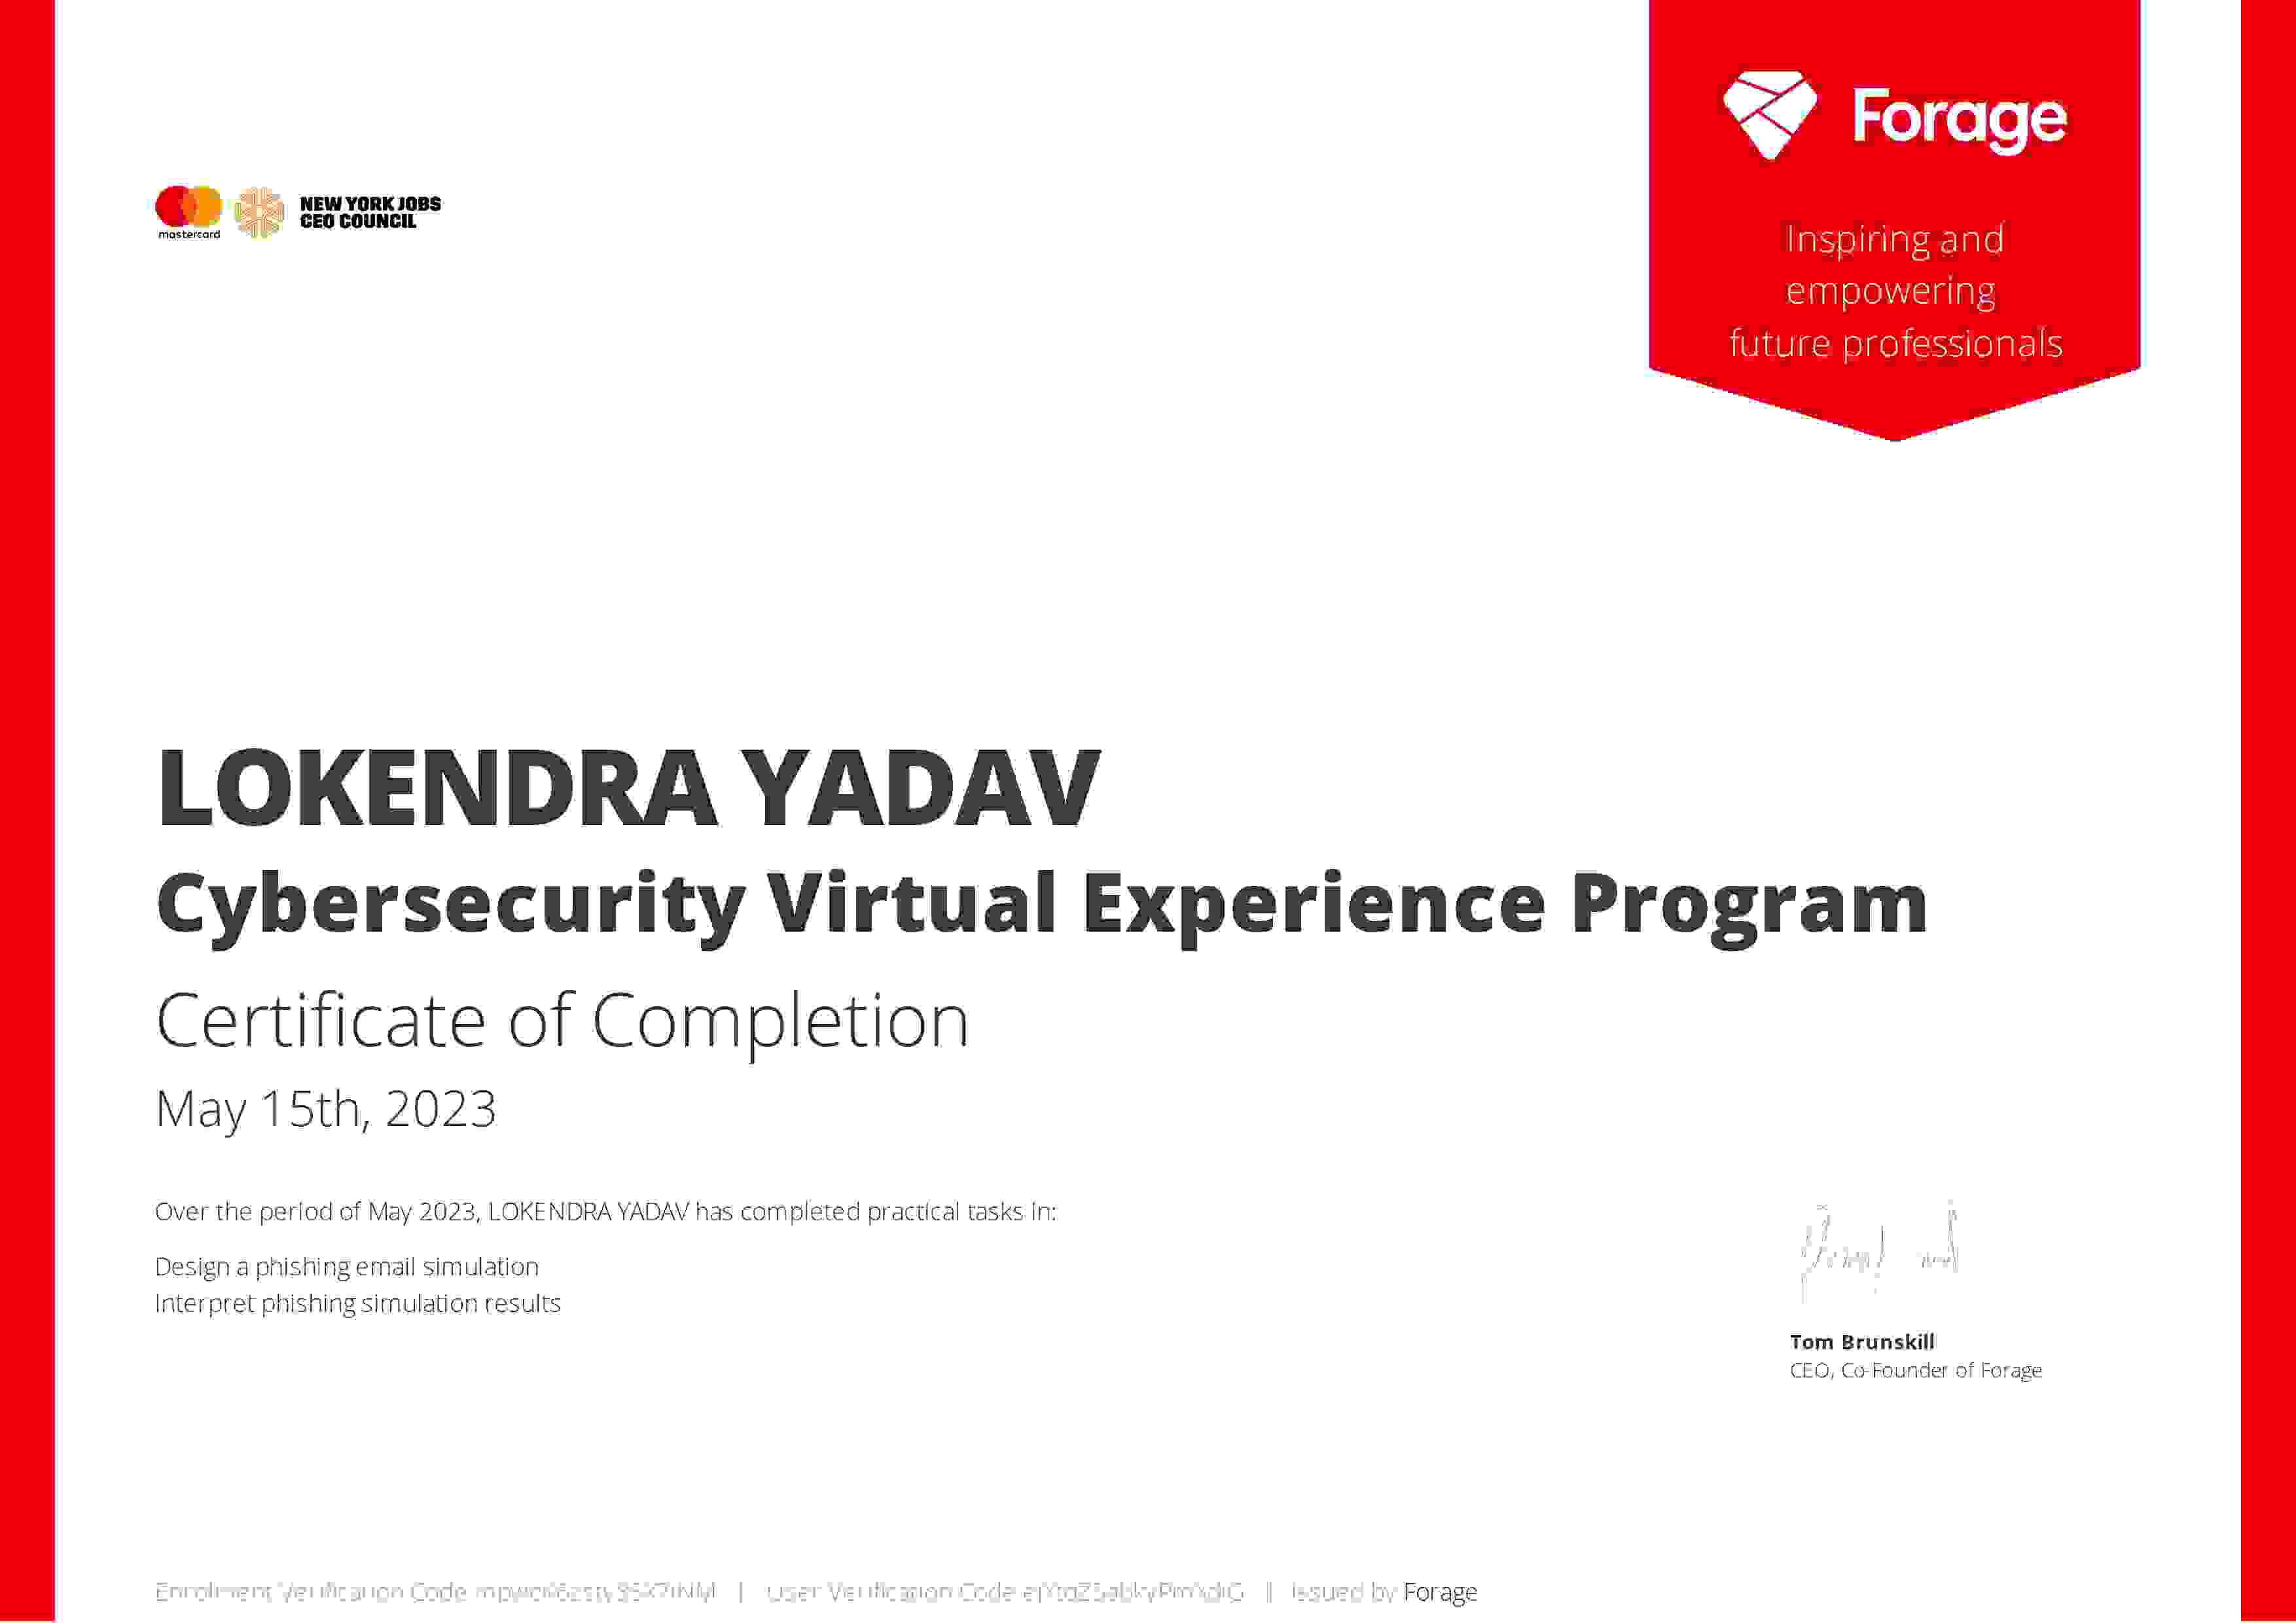 Forage
Inspiring and
empowering
future professionals
mastercard
NEW YORK JOBS
CEO COUNCIL
LOKENDRA YADAV
Cybersecurity Virtual Experience Program
Certificate of Completion
May 15th, 2023
Over the period of May 2023, LOKENDRA YADAV has completed practical tasks in:
Design a phishing email simulation
Interpret phishing simulation results
Tom Brunskill
CEO, Co-Founder of Forage
Enrolment Verification Code | User Verification Code | Issued by Forage